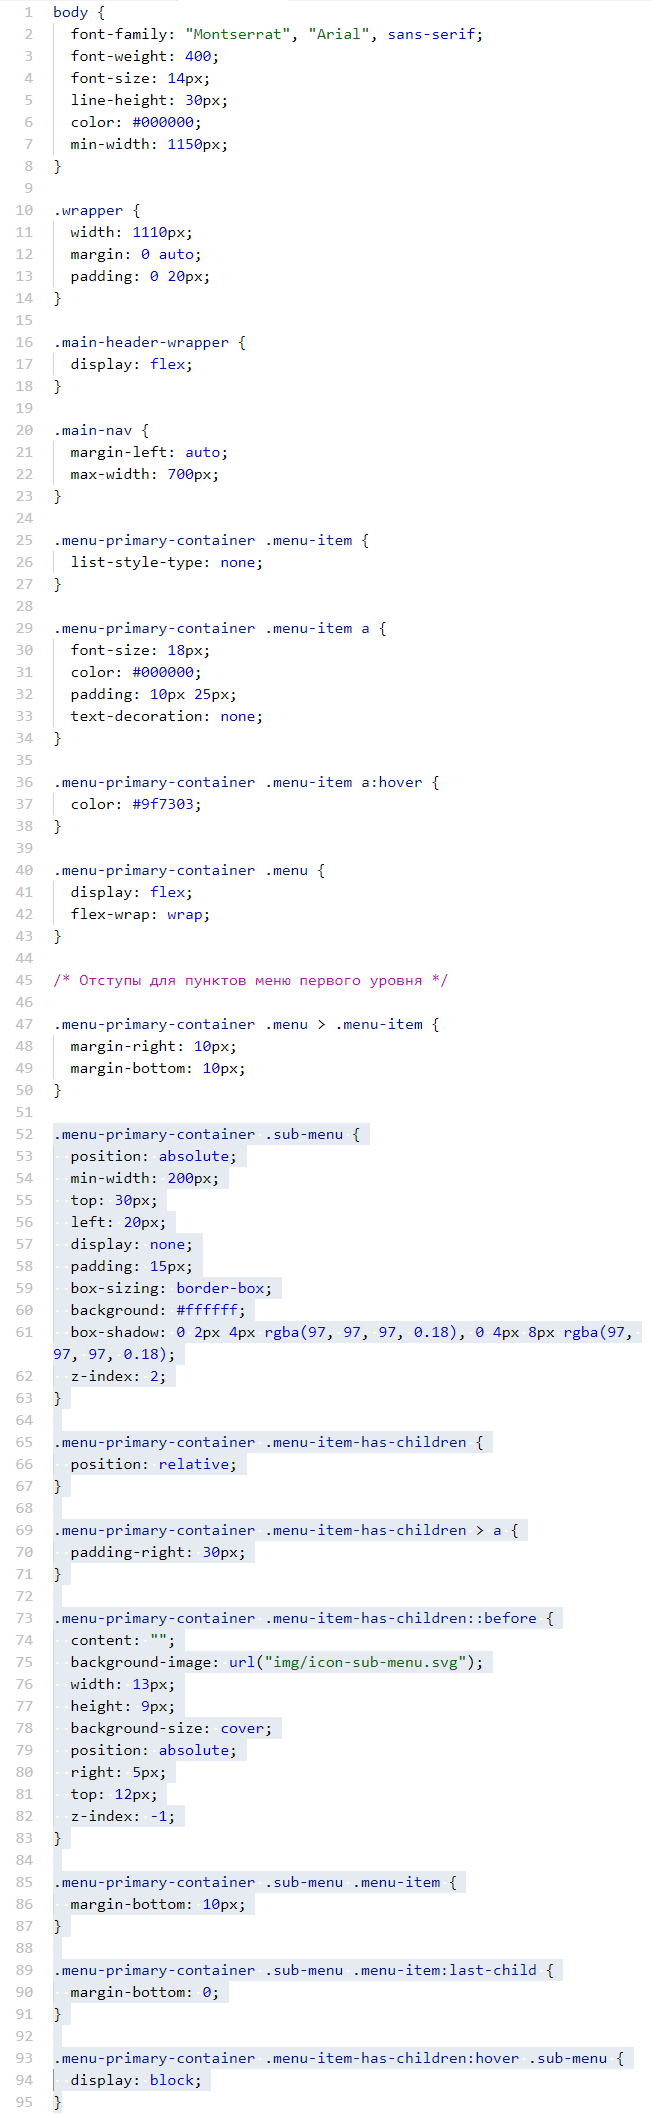 1 body {
2 font-family: "Montserrat", "Arial", sans-serif;
3 font-weight: 400;
4 font-size: 14px;
5 line-height: 30px;
6 color: #000000;
7 min-width: 1150px;
8 }
9
10 .wrapper {
11 width: 1110px;
12 margin: 0 auto;
13 padding: 0 20px;
14 }
15
16 .main-header-wrapper {
17 display: flex;
18 }
19
20 .main-nav {
21 margin-left: auto;
22 max-width: 700px;
23 }
24
25 .menu-primary-container .menu-item {
26 list-style-type: none;
27 }
28
29 .menu-primary-container .menu-item a {
30 font-size: 18px;
31 color: #000000;
32 padding: 10px 25px;
33 text-decoration: none;
34 }
35
36 .menu-primary-container .menu-item a:hover {
37 color: #9f7303;
38 }
39
40 .menu-primary-container .menu {
41 display: flex;
42 flex-wrap: wrap;
43 }
44
45 /* Отступы для пунктов меню первого уровня */
46
47 .menu-primary-container .menu > .menu-item {
48 margin-right: 10px;
49 margin-bottom: 10px;
50 }
51
52 .menu-primary-container .sub-menu {
53 position: absolute;
54 min-width: 200px;
55 top: 30px;
56 left: 20px;
57 display: none;
58 padding: 15px;
59 box-sizing: border-box;
60 background: #ffffff;
61 box-shadow: 0 2px 4px rgba(97, 97, 97, 0.18), 0 4px 8px rgba(97,
97, 97, 0.18);
62 z-index: 2;
63 }
64
65 .menu-primary-container .menu-item-has-children {
66 position: relative;
67 }
68
69 .menu-primary-container .menu-item-has-children > a {
70 padding-right: 30px;
71 }
72
73 .menu-primary-container .menu-item-has-children::before {
74 content: "";
75 background-image: url("img/icon-sub-menu.svg");
76 width: 13px;
77 height: 9px;
78 background-size: cover;
79 position: absolute;
80 right: 5px;
81 top: 12px;
82 z-index: -1;
83 }
84
85 .menu-primary-container .sub-menu .menu-item {
86 margin-bottom: 10px;
87 }
88
89 .menu-primary-container .sub-menu .menu-item:last-child {
90 margin-bottom: 0;
91 }
92
93 .menu-primary-container .menu-item-has-children:hover .sub-menu {
94 display: block;
95 }